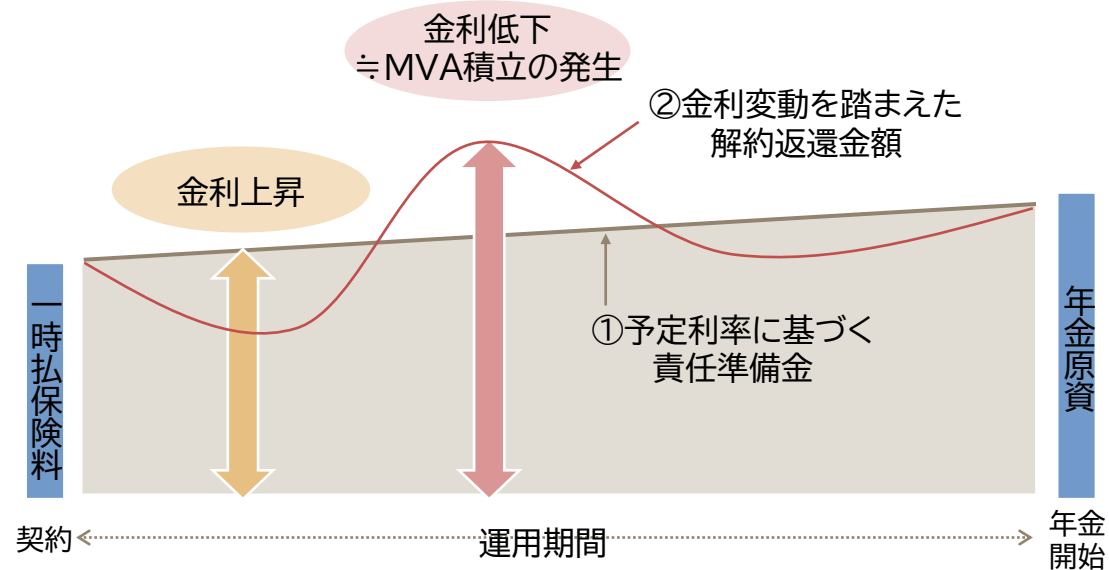 金利低下
≒MVA積立の発生
②金利変動を踏まえた
解約返還金額
金利上昇
①予定利率に基づく
責任準備金
一時払保険料
年金原資
契約
運用期間
年金
開始